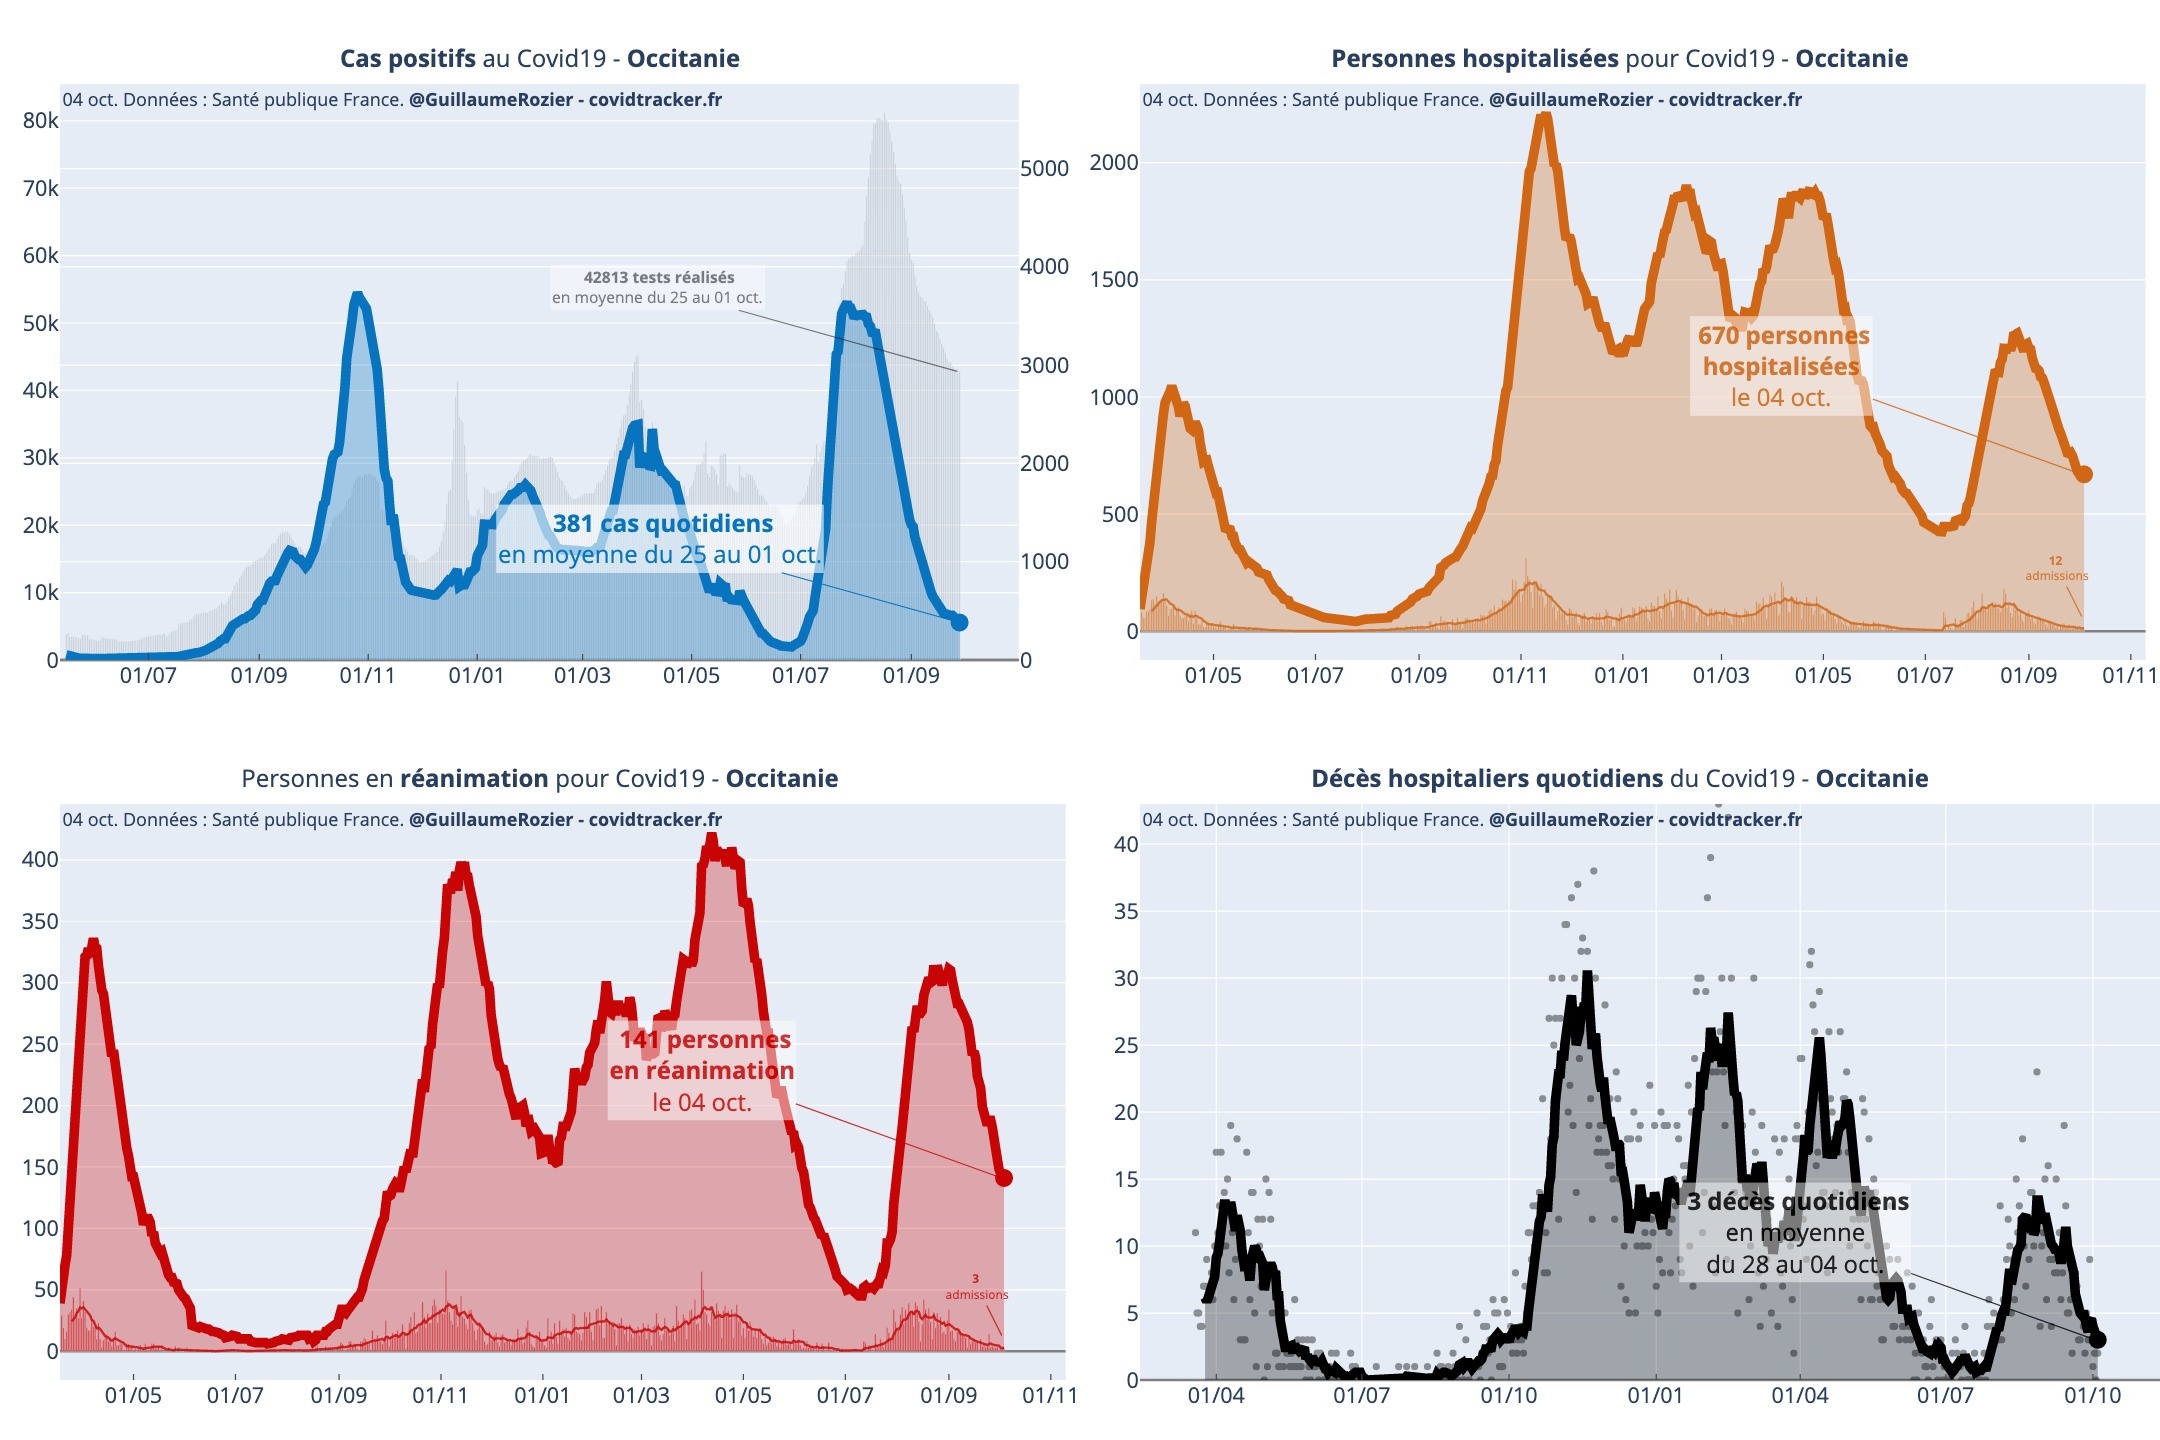 Cas positifs au Covid19 - Occitanie
04 oct. Données : Santé publique France. @GuillaumeRozier - covidtracker.fr
80k
70k
60k
50k
40k
30k
20k
10k
0
5000
4000
3000
2000
1000
0
42813 tests réalisés
en moyenne du 25 au 01 oct.
381 cas quotidiens
en moyenne du 25 au 01 oct.
01/07 01/09 01/11 01/01 01/03 01/05 01/07 01/09
Personnes hospitalisées pour Covid19 - Occitanie
04 oct. Données : Santé publique France. @GuillaumeRozier - covidtracker.fr
2000
1500
1000
500
0
670 personnes
hospitalisées
le 04 oct.
12
admissions
01/05 01/07 01/09 01/11 01/01 01/03 01/05 01/07 01/09 01/11
Personnes en réanimation pour Covid19 - Occitanie
04 oct. Données : Santé publique France. @GuillaumeRozier - covidtracker.fr
400
350
300
250
200
150
100
50
0
141 personnes
en réanimation
le 04 oct.
3
admissions
01/05 01/07 01/09 01/11 01/01 01/03 01/05 01/07 01/09 01/11
Décès hospitaliers quotidiens du Covid19 - Occitanie
04 oct. Données : Santé publique France. @GuillaumeRozier - covidtracker.fr
40
35
30
25
20
15
10
5
0
3 décès quotidiens
en moyenne
du 28 au 04 oct.
01/04 01/07 01/10 01/01 01/04 01/07 01/10